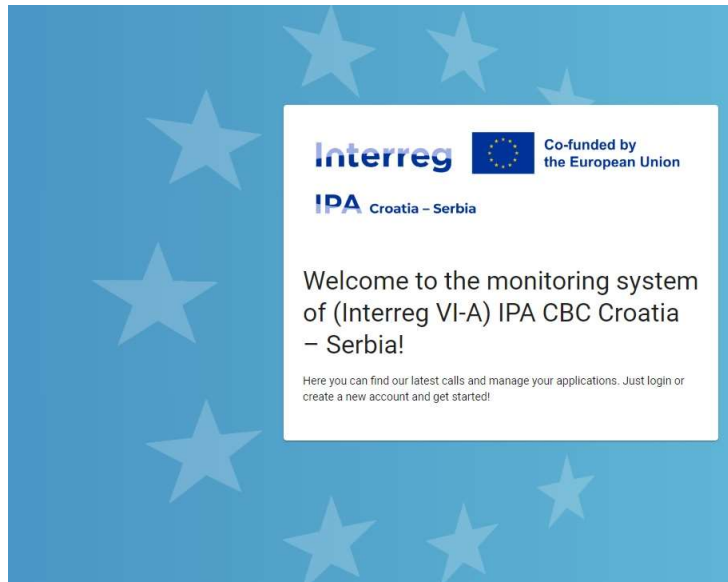 Interreg
Co-funded by
the European Union
IPA Croatia – Serbia
Welcome to the monitoring system
of (Interreg VI-A) IPA CBC Croatia
– Serbia!
Here you can find our latest calls and manage your applications. Just login or
create a new account and get started!